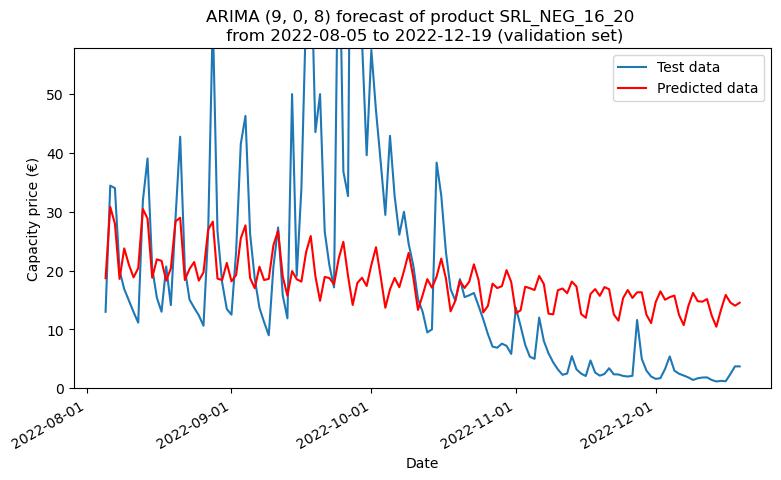 ARIMA (9, 0, 8) forecast of product SRL_NEG_16_20
from 2022-08-05 to 2022-12-19 (validation set)
Test data
Predicted data
Capacity price (€)
50
40
30
20
10
0
2022-08-01
2022-09-01
2022-10-01
2022-11-01
2022-12-01
Date